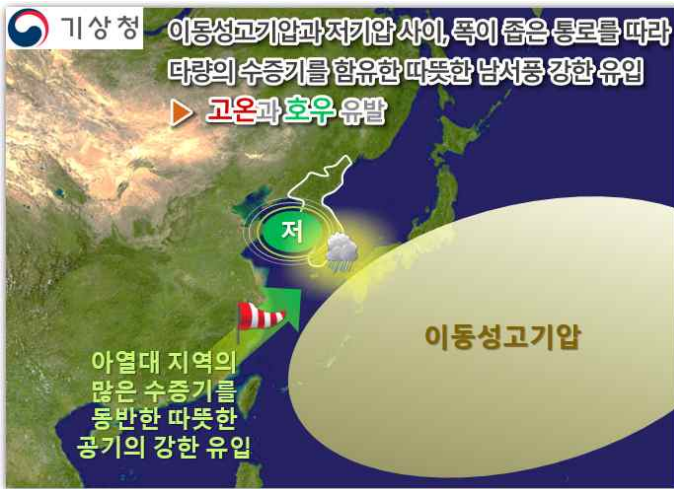 기상청
이동성고기압과 저기압 사이, 폭이 좁은 통로를 따라
다량의 수증기를 함유한 따뜻한 남서풍 강한 유입
▶ 고온과 호우 유발
저
이동성고기압
아열대 지역의
많은 수증기를
동반한 따뜻한
공기의 강한 유입